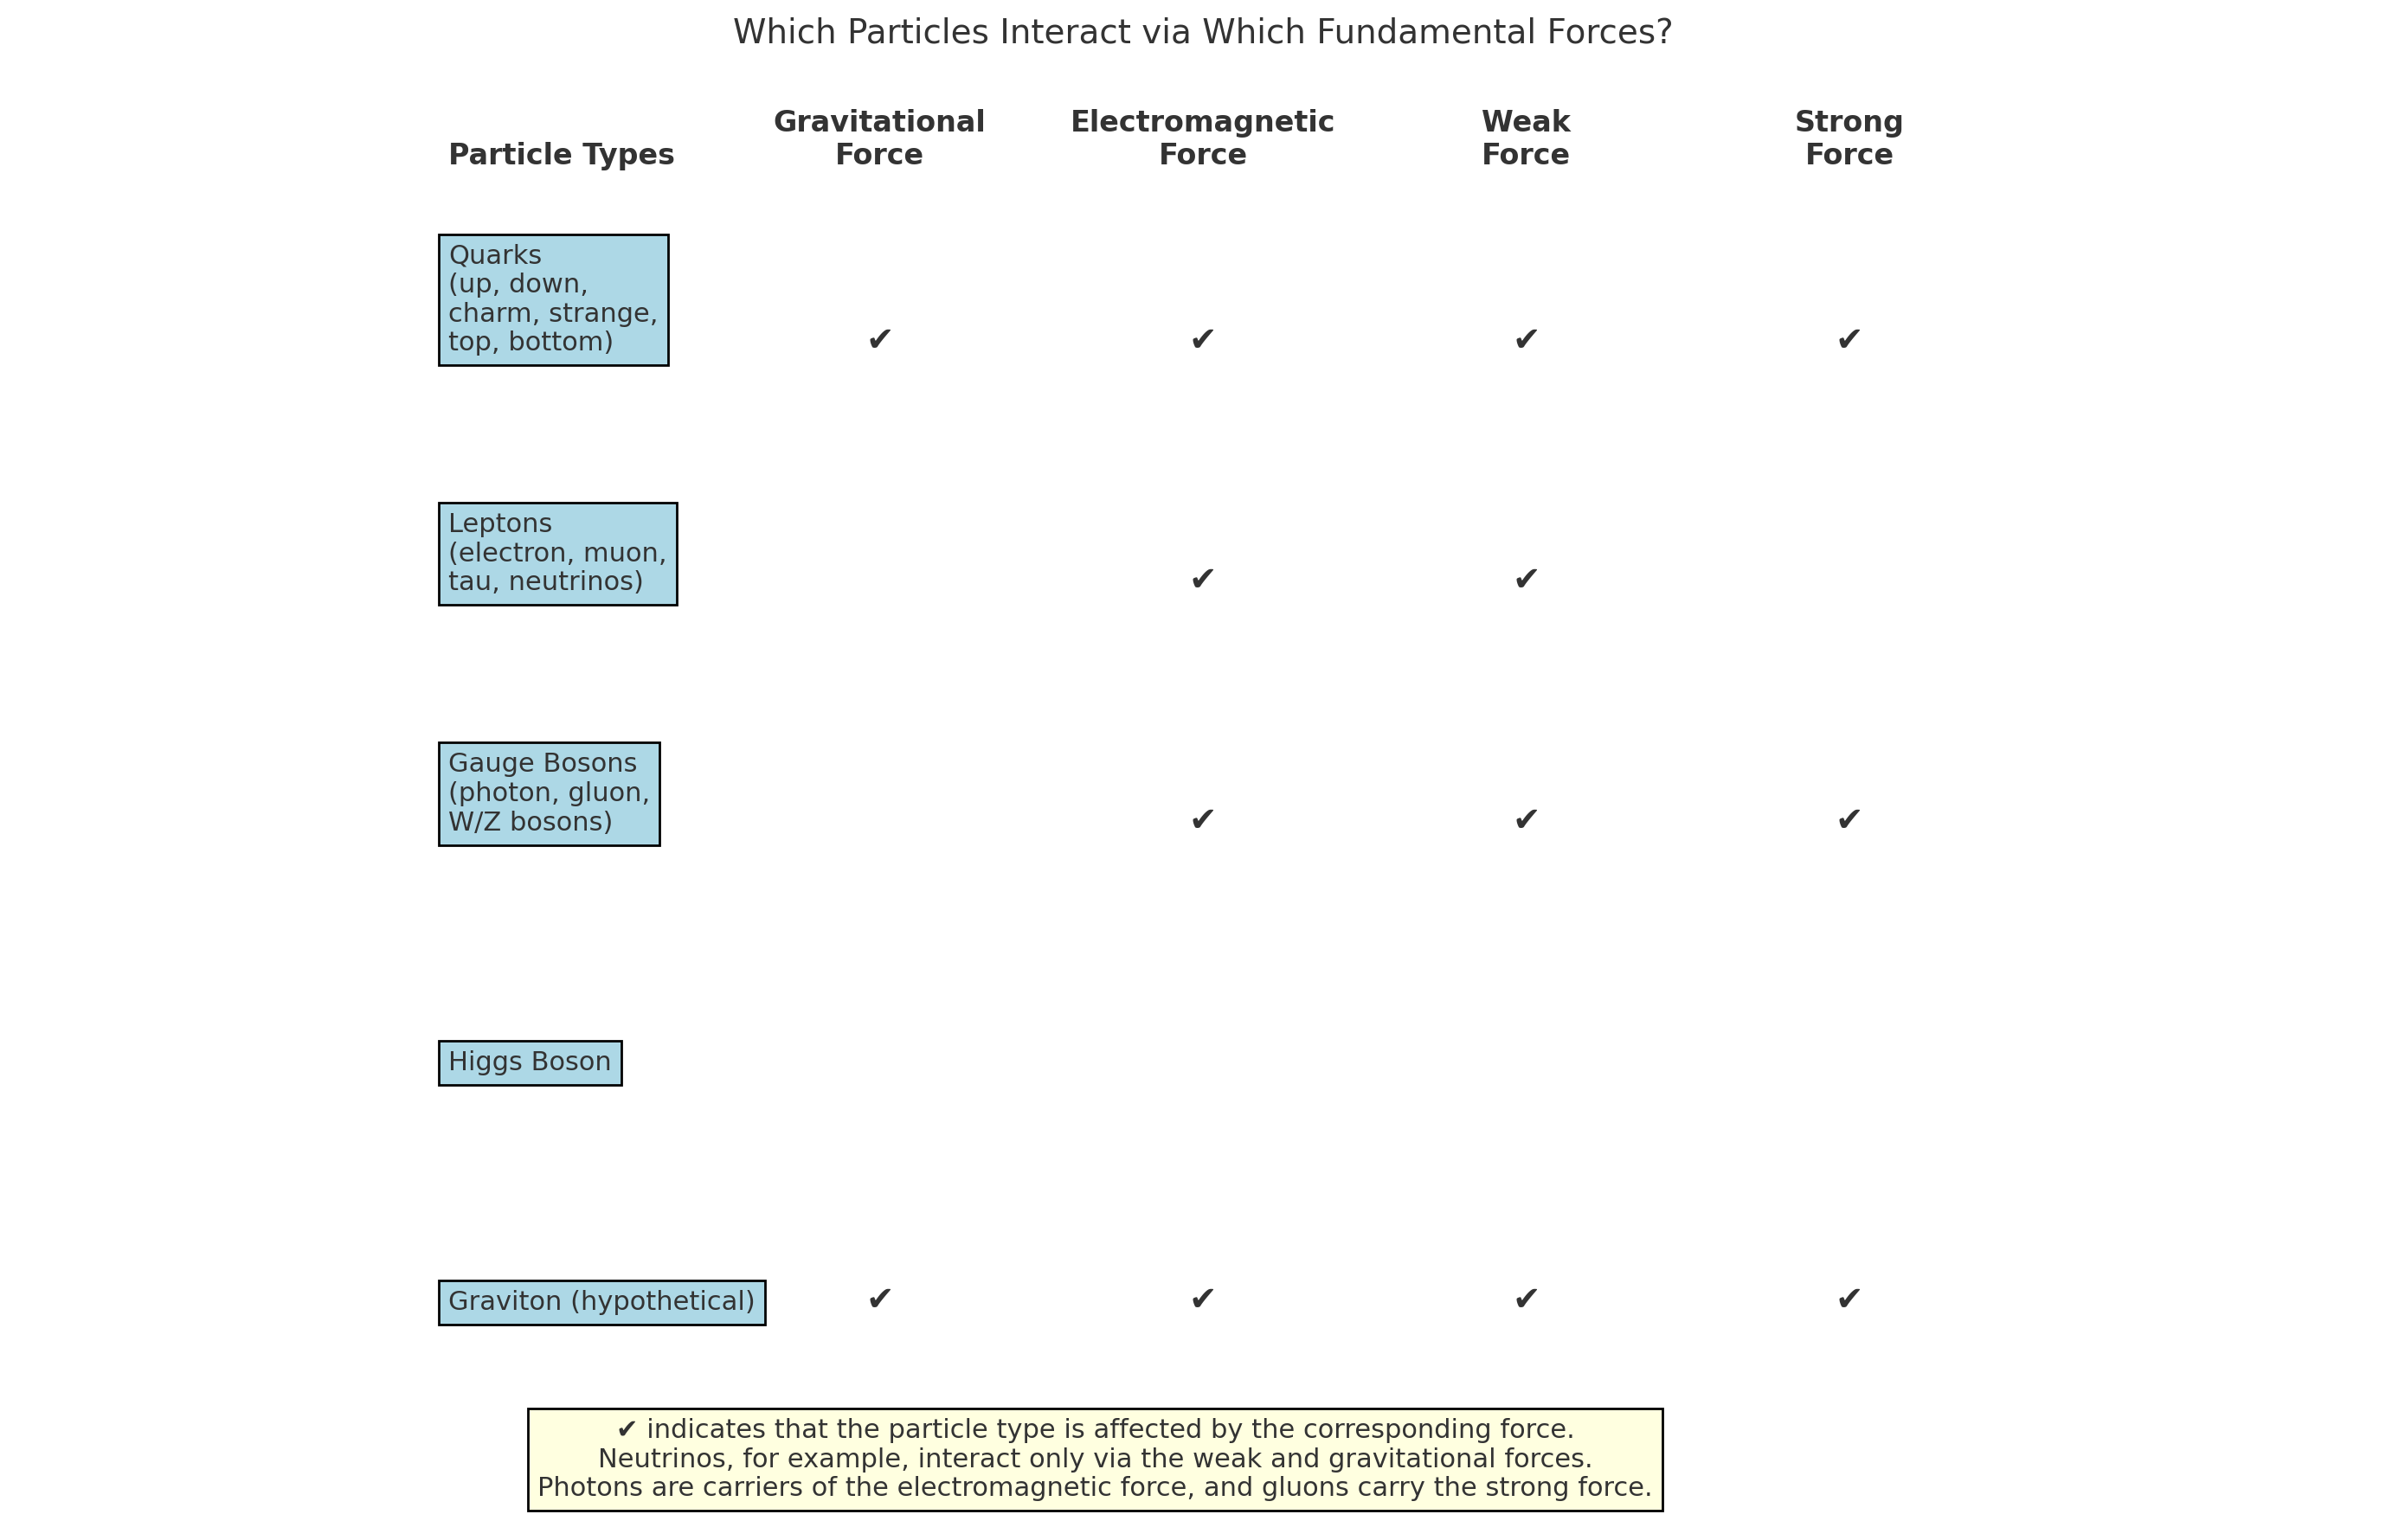 Which Particles Interact via Which Fundamental Forces?
Particle Types
Gravitational
Force
Electromagnetic
Force
Weak
Force
Strong
Force
Quarks
(up, down,
charm, strange,
top, bottom)
✔ ✔ ✔ ✔
Leptons
(electron, muon,
tau, neutrinos)
✔ ✔
Gauge Bosons
(photon, gluon,
W/Z bosons)
✔ ✔ ✔
Higgs Boson
Graviton (hypothetical) ✔ ✔ ✔ ✔
✔ indicates that the particle type is affected by the corresponding force.
Neutrinos, for example, interact only via the weak and gravitational forces.
Photons are carriers of the electromagnetic force, and gluons carry the strong force.